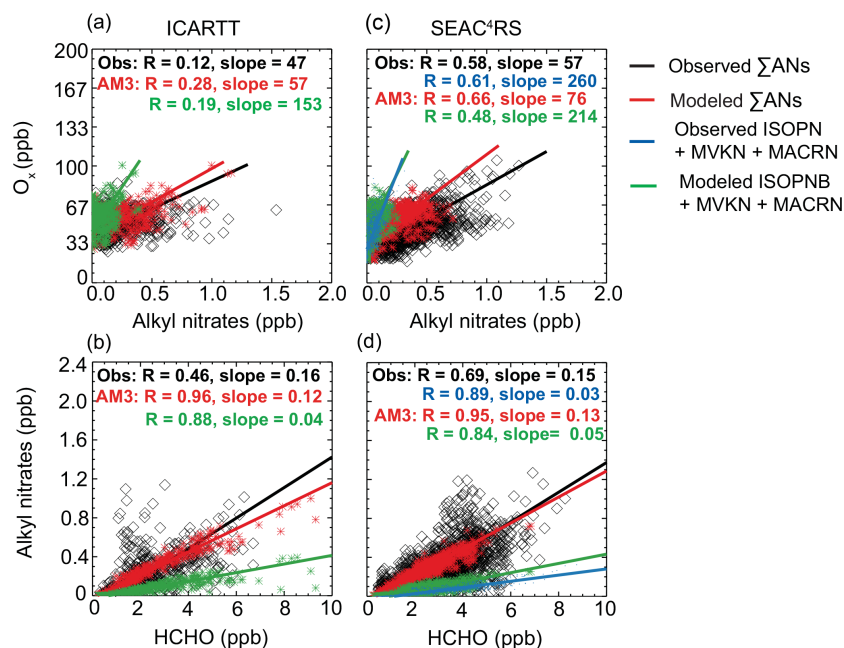 ICARTT
SEAC⁴RS
(a)
(c)
200
167
133
100
67
33
0
Oₓ (ppb)
Obs: R = 0.12, slope = 47
AM3: R = 0.28, slope = 57
R = 0.19, slope = 153
0.0 0.5 1.0 1.5 2.0
Alkyl nitrates (ppb)
Obs: R = 0.58, slope = 57
R = 0.61, slope = 260
AM3: R = 0.66, slope = 76
R = 0.48, slope = 214
0.0 0.5 1.0 1.5 2.0
Alkyl nitrates (ppb)
Observed ∑ANs
Modeled ∑ANs
Observed ISOPN
+ MVKN + MACRN
Modeled ISOPNB
+ MVKN + MACRN
(b)
(d)
2.4
2.0
1.6
1.2
0.8
0.4
0
Alkyl nitrates (ppb)
Obs: R = 0.46, slope = 0.16
AM3: R = 0.96, slope = 0.12
R = 0.88, slope = 0.04
0 2 4 6 8 10
HCHO (ppb)
Obs: R = 0.69, slope = 0.15
R = 0.89, slope = 0.03
AM3: R = 0.95, slope = 0.13
R = 0.84, slope= 0.05
0 2 4 6 8 10
HCHO (ppb)